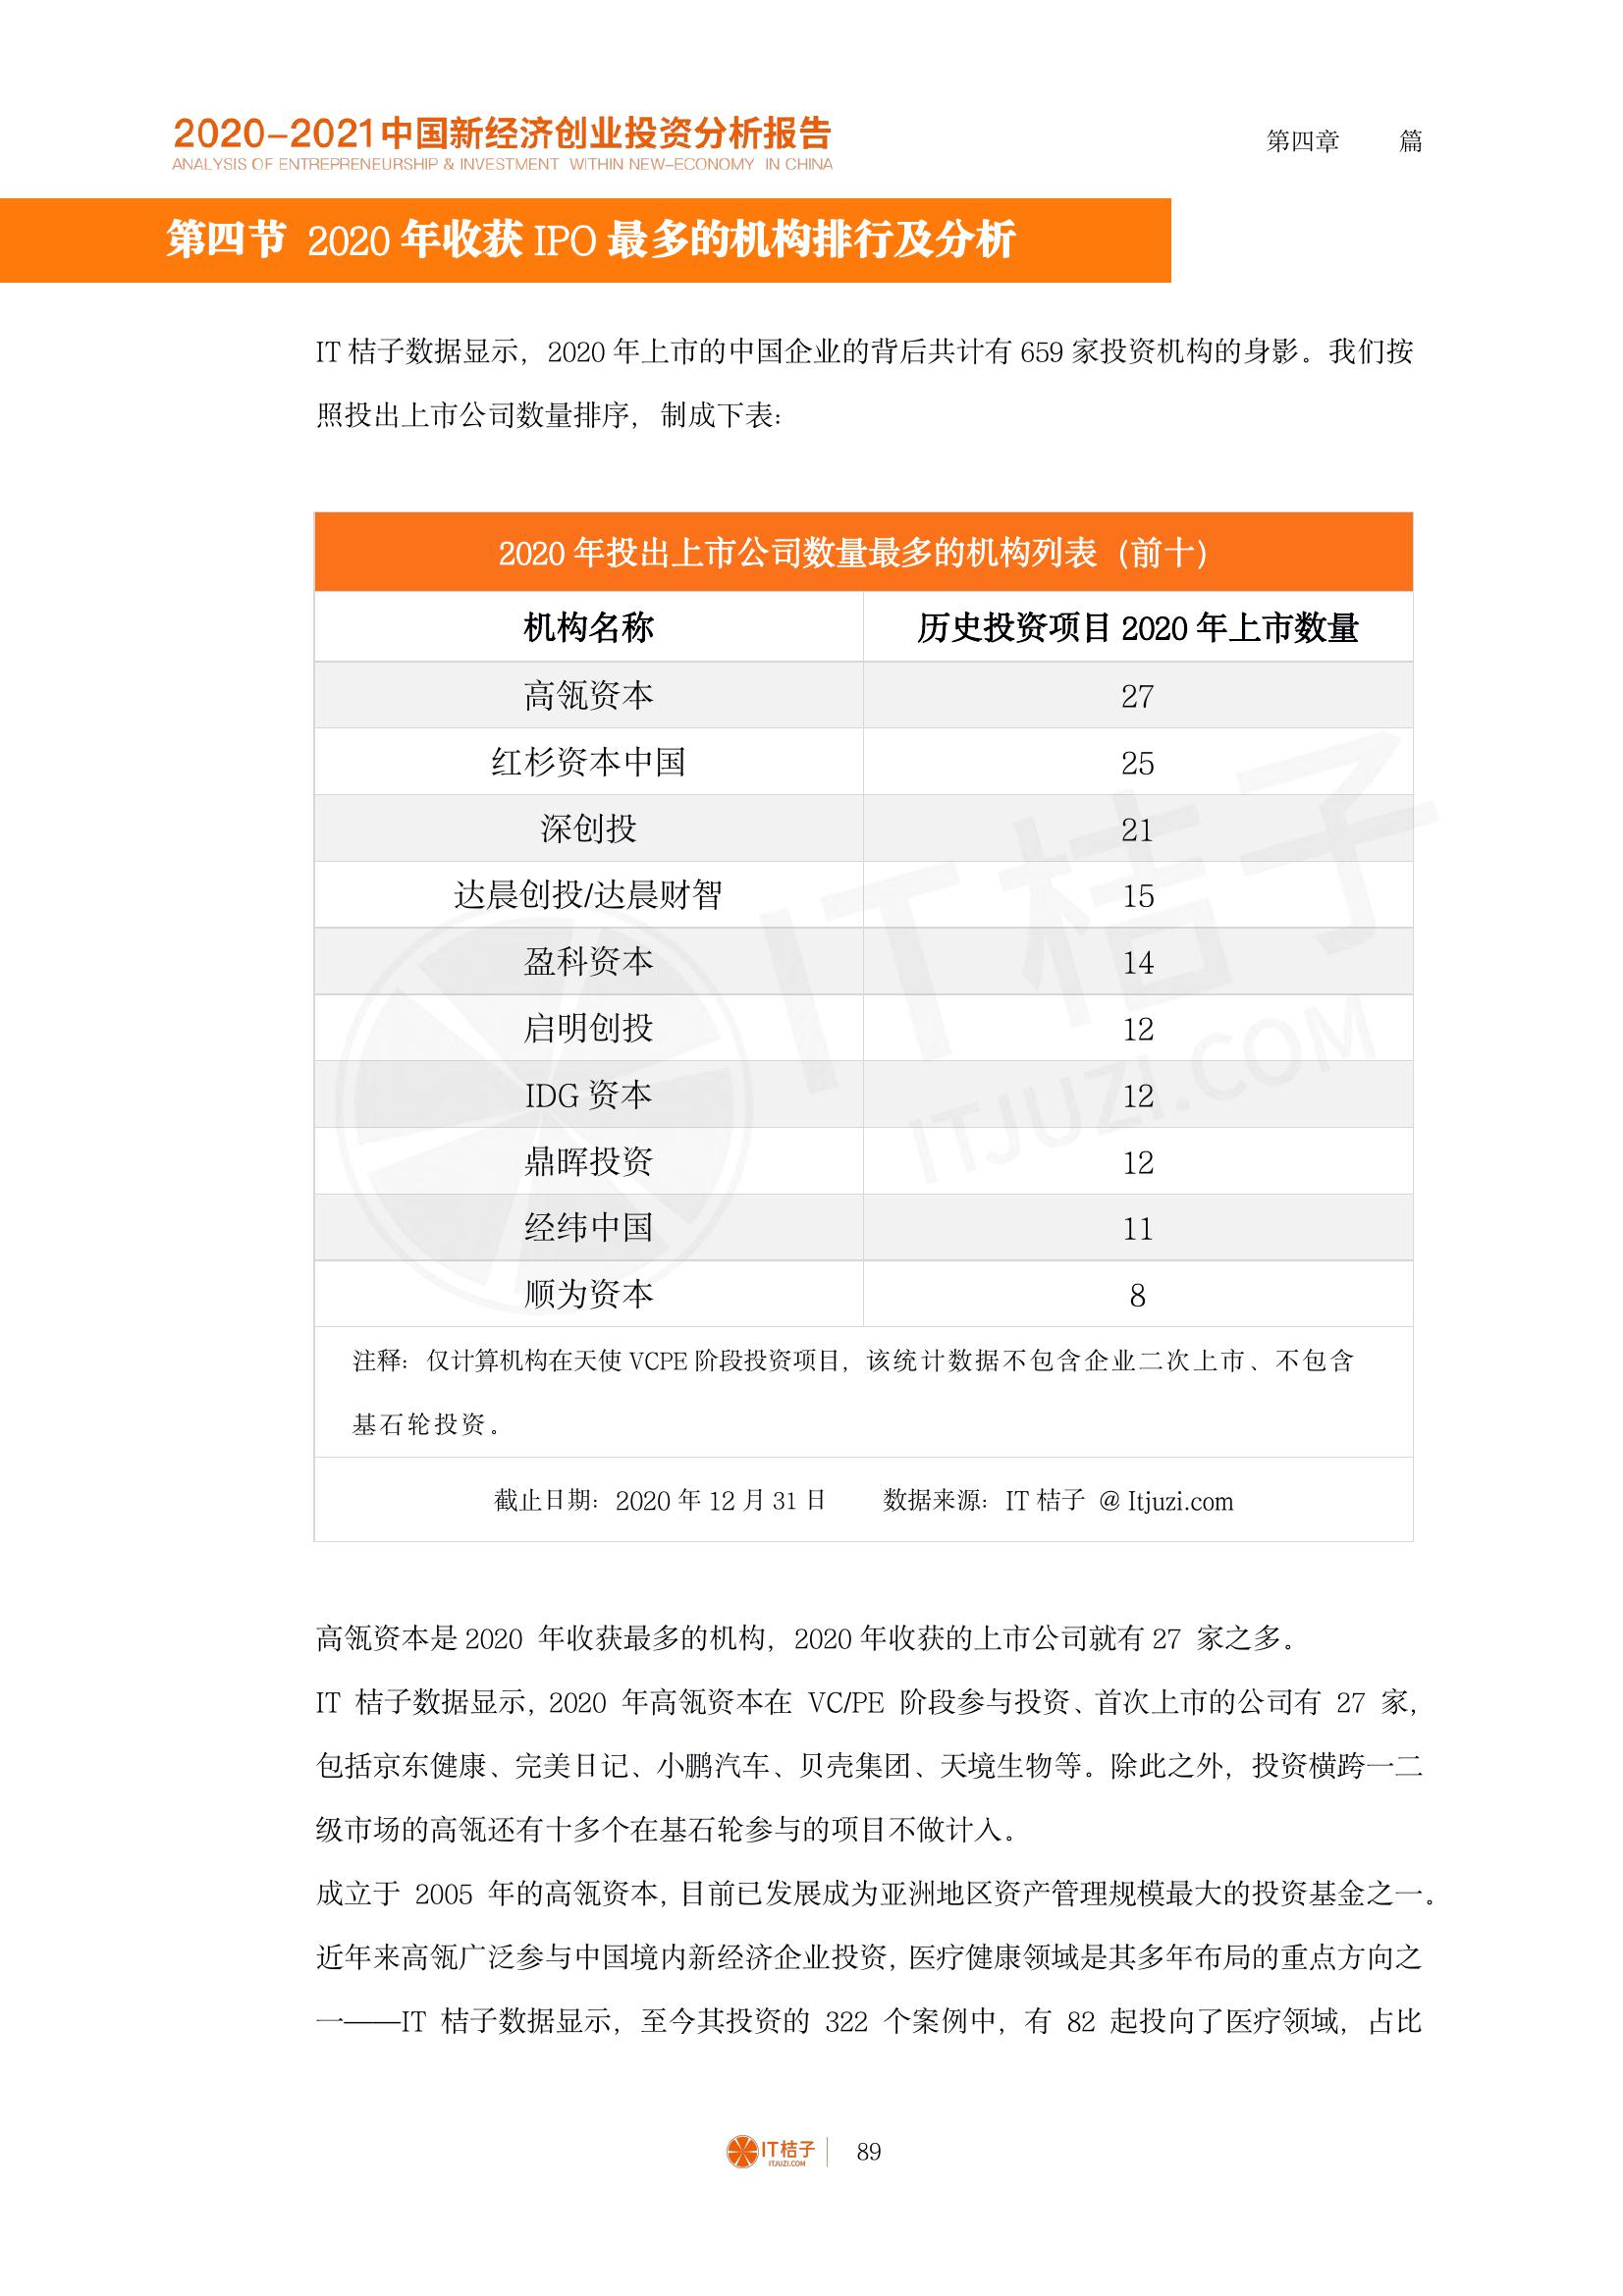 2020-2021中国新经济创业投资分析报告
ANALYSIS OF ENTREPRENEURSHIP & INVESTMENT WITHIN NEW-ECONOMY IN CHINA
第四章 篇
第四节 2020 年收获 IPO 最多的机构排行及分析
IT 桔子数据显示，2020 年上市的中国企业的背后共计有 659 家投资机构的身影。我们按
照投出上市公司数量排序，制成下表：
2020 年投出上市公司数量最多的机构列表（前十）
机构名称 历史投资项目 2020 年上市数量
高瓴资本 27
红杉资本中国 25
深创投 21
达晨创投/达晨财智 15
盈科资本 14
启明创投 12
IDG 资本 12
鼎晖投资 12
经纬中国 11
顺为资本 8
注释：仅计算机构在天使 VCPE 阶段投资项目，该统计数据不包含企业二次上市、不包含
基石轮投资。
截止日期：2020 年 12 月 31 日 数据来源：IT 桔子 @ Itjuzi.com
IT桔子
ITJUZI.COM
高瓴资本是 2020 年收获最多的机构，2020 年收获的上市公司就有 27 家之多。
IT 桔子数据显示，2020 年高瓴资本在 VC/PE 阶段参与投资、首次上市的公司有 27 家，
包括京东健康、完美日记、小鹏汽车、贝壳集团、天境生物等。除此之外，投资横跨一二
级市场的高瓴还有十多个在基石轮参与的项目不做计入。
成立于 2005 年的高瓴资本，目前已发展成为亚洲地区资产管理规模最大的投资基金之一。
近年来高瓴广泛参与中国境内新经济企业投资，医疗健康领域是其多年布局的重点方向之
一——IT 桔子数据显示，至今其投资的 322 个案例中，有 82 起投向了医疗领域，占比
IT桔子
ITJUZI.COM
89